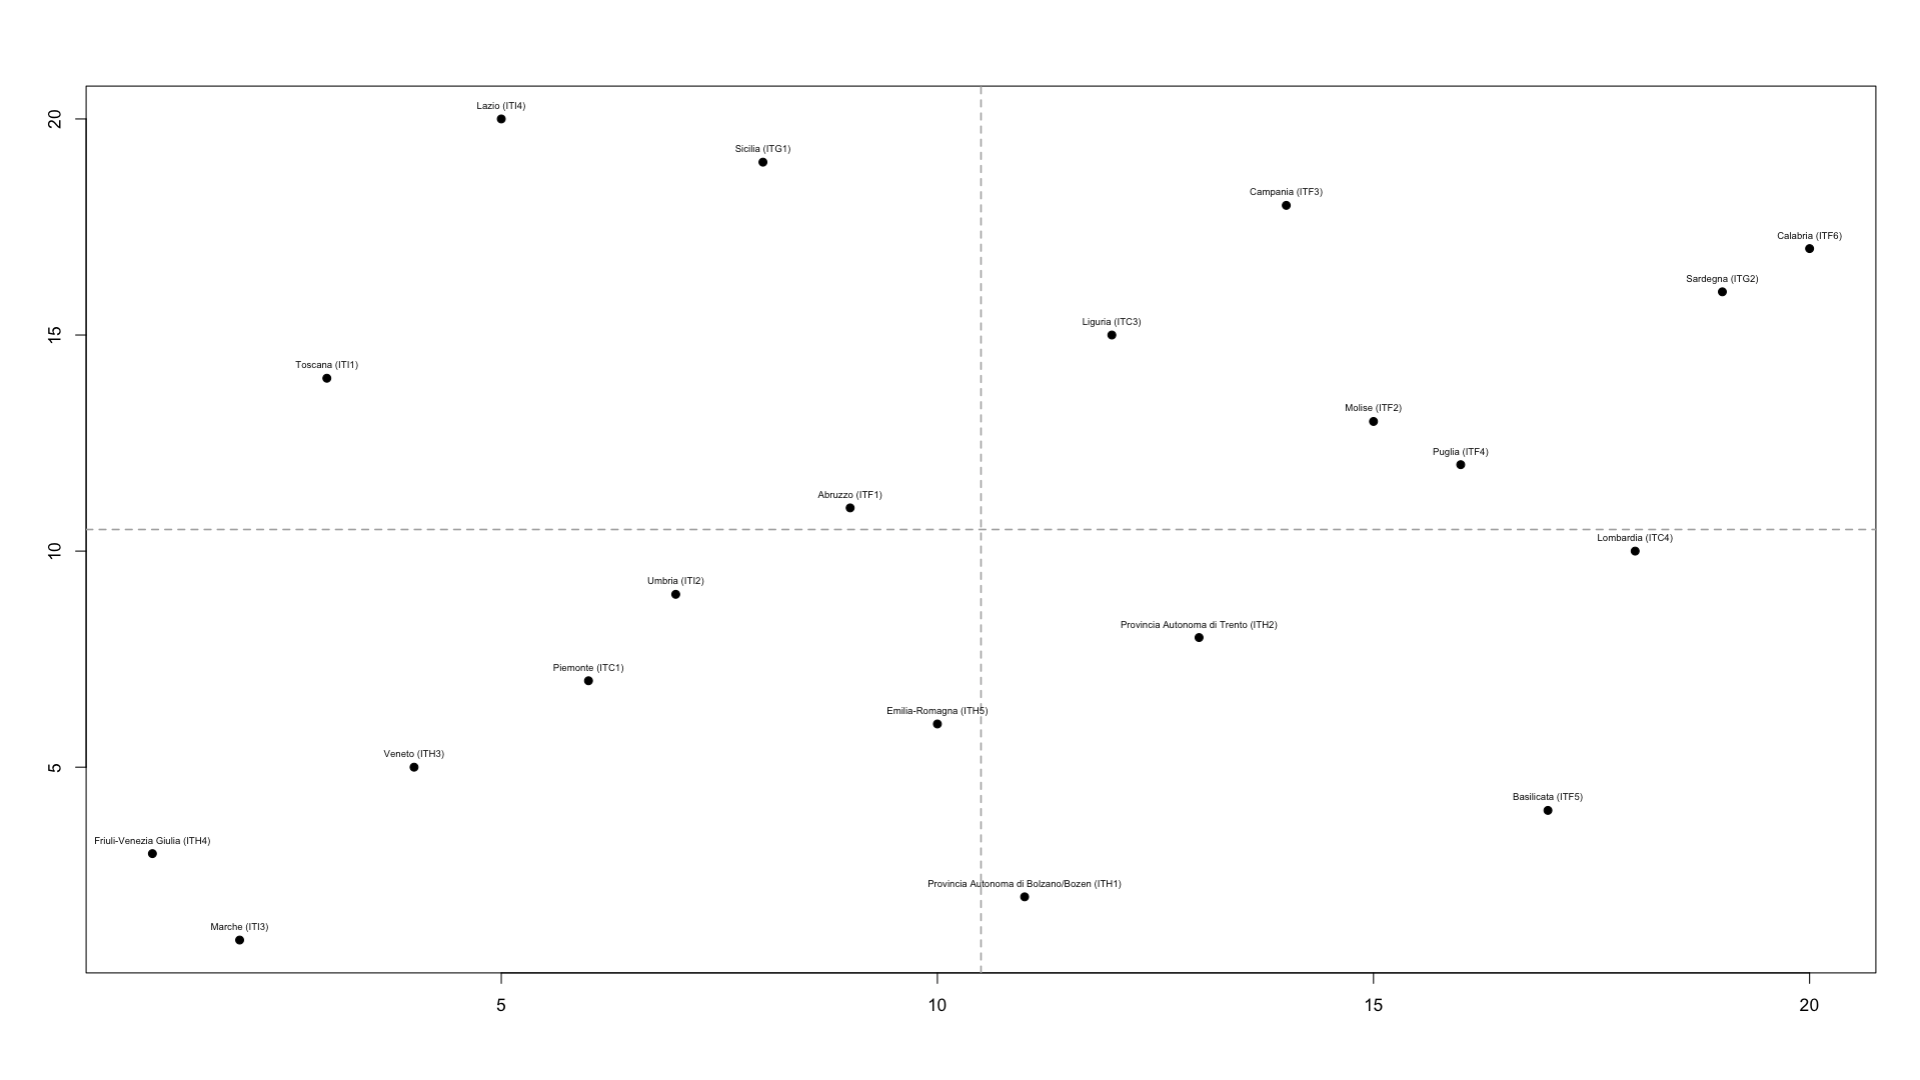 20
Lazio (ITI4)
Sicilia (ITG1)
Campania (ITF3)
Calabria (ITF6)
Sardegna (ITG2)
15
Liguria (ITC3)
Toscana (ITI1)
Molise (ITF2)
Puglia (ITF4)
Abruzzo (ITF1)
10
Lombardia (ITC4)
Umbria (ITI2)
Provincia Autonoma di Trento (ITH2)
Piemonte (ITC1)
Emilia-Romagna (ITH5)
5
Veneto (ITH3)
Basilicata (ITF5)
Friuli-Venezia Giulia (ITH4)
Provincia Autonoma di Bolzano/Bozen (ITH1)
Marche (ITI3)
5 10 15 20